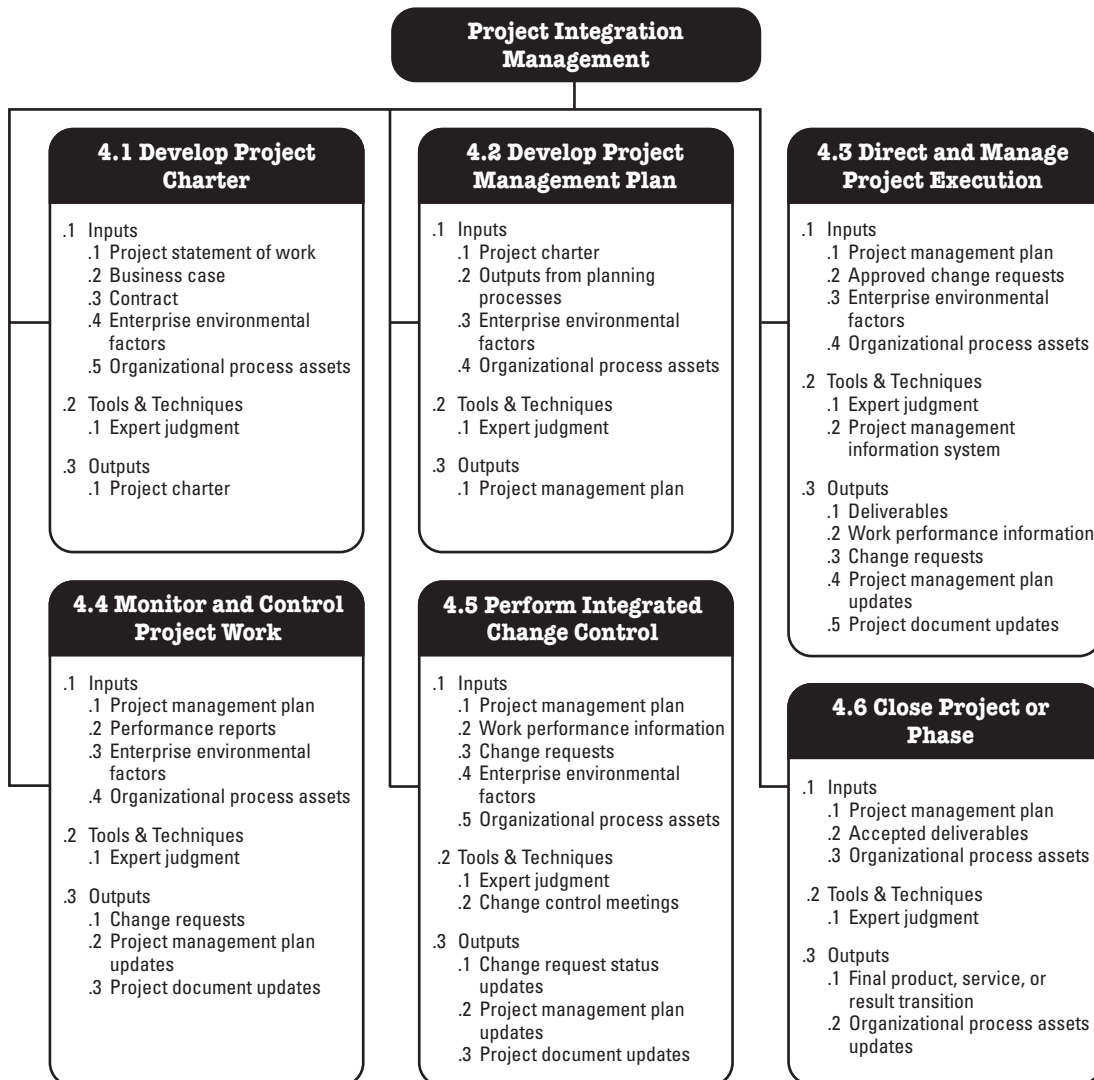 Project Integration
Management
4.1 Develop Project
Charter
.1 Inputs
.1 Project statement of work
.2 Business case
.3 Contract
.4 Enterprise environmental
factors
.5 Organizational process assets
.2 Tools & Techniques
.1 Expert judgment
.3 Outputs
.1 Project charter
4.2 Develop Project
Management Plan
.1 Inputs
.1 Project charter
.2 Outputs from planning
processes
.3 Enterprise environmental
factors
.4 Organizational process assets
.2 Tools & Techniques
.1 Expert judgment
.3 Outputs
.1 Project management plan
4.3 Direct and Manage
Project Execution
.1 Inputs
.1 Project management plan
.2 Approved change requests
.3 Enterprise environmental
factors
.4 Organizational process assets
.2 Tools & Techniques
.1 Expert judgment
.2 Project management
information system
.3 Outputs
.1 Deliverables
.2 Work performance information
.3 Change requests
.4 Project management plan
updates
.5 Project document updates
4.4 Monitor and Control
Project Work
.1 Inputs
.1 Project management plan
.2 Performance reports
.3 Enterprise environmental
factors
.4 Organizational process assets
.2 Tools & Techniques
.1 Expert judgment
.3 Outputs
.1 Change requests
.2 Project management plan
updates
.3 Project document updates
4.5 Perform Integrated
Change Control
.1 Inputs
.1 Project management plan
.2 Work performance information
.3 Change requests
.4 Enterprise environmental
factors
.5 Organizational process assets
.2 Tools & Techniques
.1 Expert judgment
.2 Change control meetings
.3 Outputs
.1 Change request status
updates
.2 Project management plan
updates
.3 Project document updates
4.6 Close Project or
Phase
.1 Inputs
.1 Project management plan
.2 Accepted deliverables
.3 Organizational process assets
.2 Tools & Techniques
.1 Expert judgment
.3 Outputs
.1 Final product, service, or
result transition
.2 Organizational process assets
updates